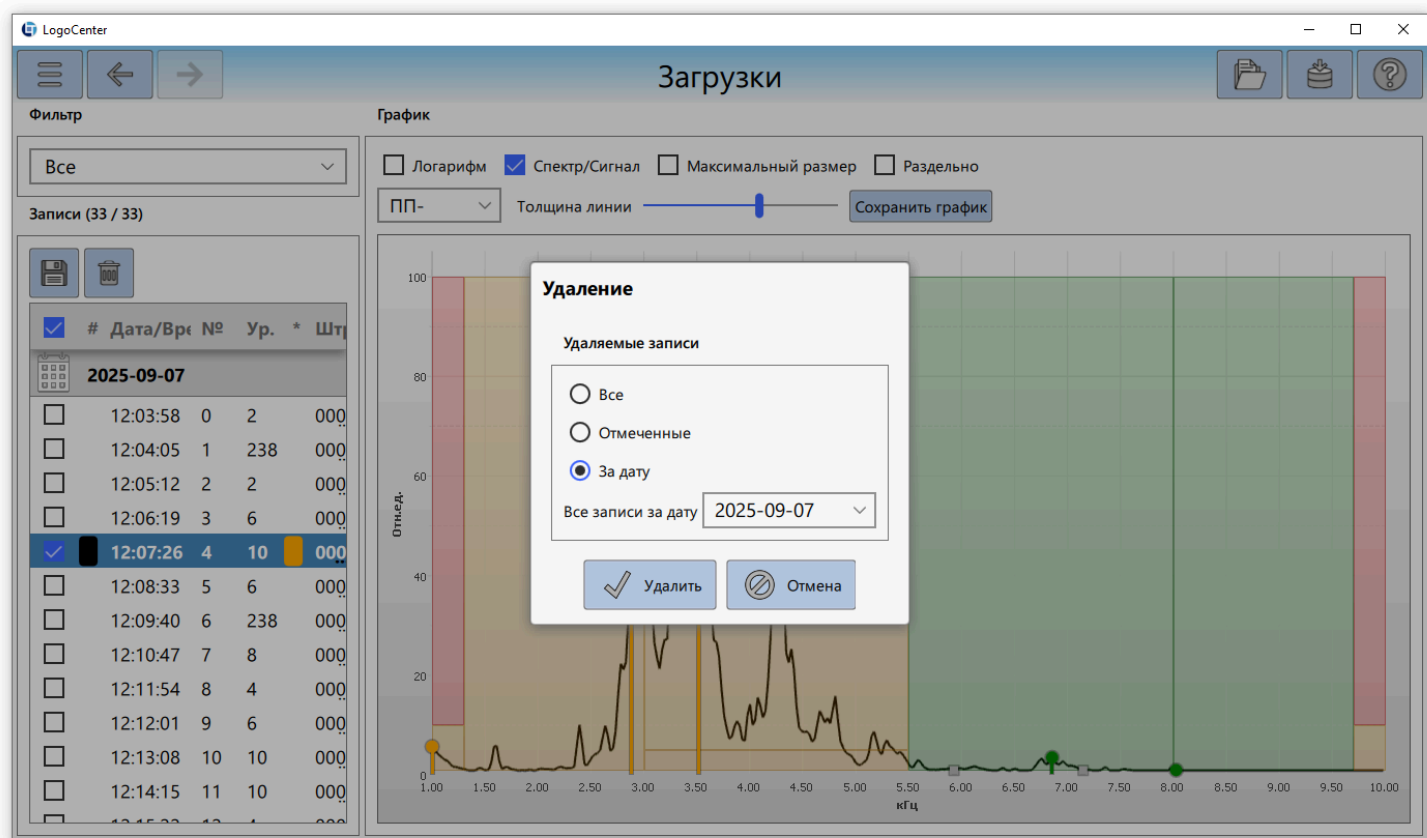 LogoCenter
Загрузки
Фильтр
Все
Записи (33 / 33)
# Дата/Вре № Ур. * Шт
2025-09-07
12:03:58 0 2 000
12:04:05 1 238 000
12:05:12 2 2 000
12:06:19 3 6 000
12:07:26 4 10 000
12:08:33 5 6 000
12:09:40 6 238 000
12:10:47 7 8 000
12:11:54 8 4 000
12:12:01 9 6 000
12:13:08 10 10 000
12:14:15 11 10 000
График
Логарифм Спектр/Сигнал Максимальный размер Раздельно
ПП- Толщина линии Сохранить график
Отн.ед.
100
80
60
40
20
0
1.00 1.50 2.00 2.50 3.00 3.50 4.00 4.50 5.00 5.50 6.00 6.50 7.00 7.50 8.00 8.50 9.00 9.50 10.00
кГц
Удаление
Удаляемые записи
Все
Отмеченные
За дату
Все записи за дату 2025-09-07
Удалить Отмена